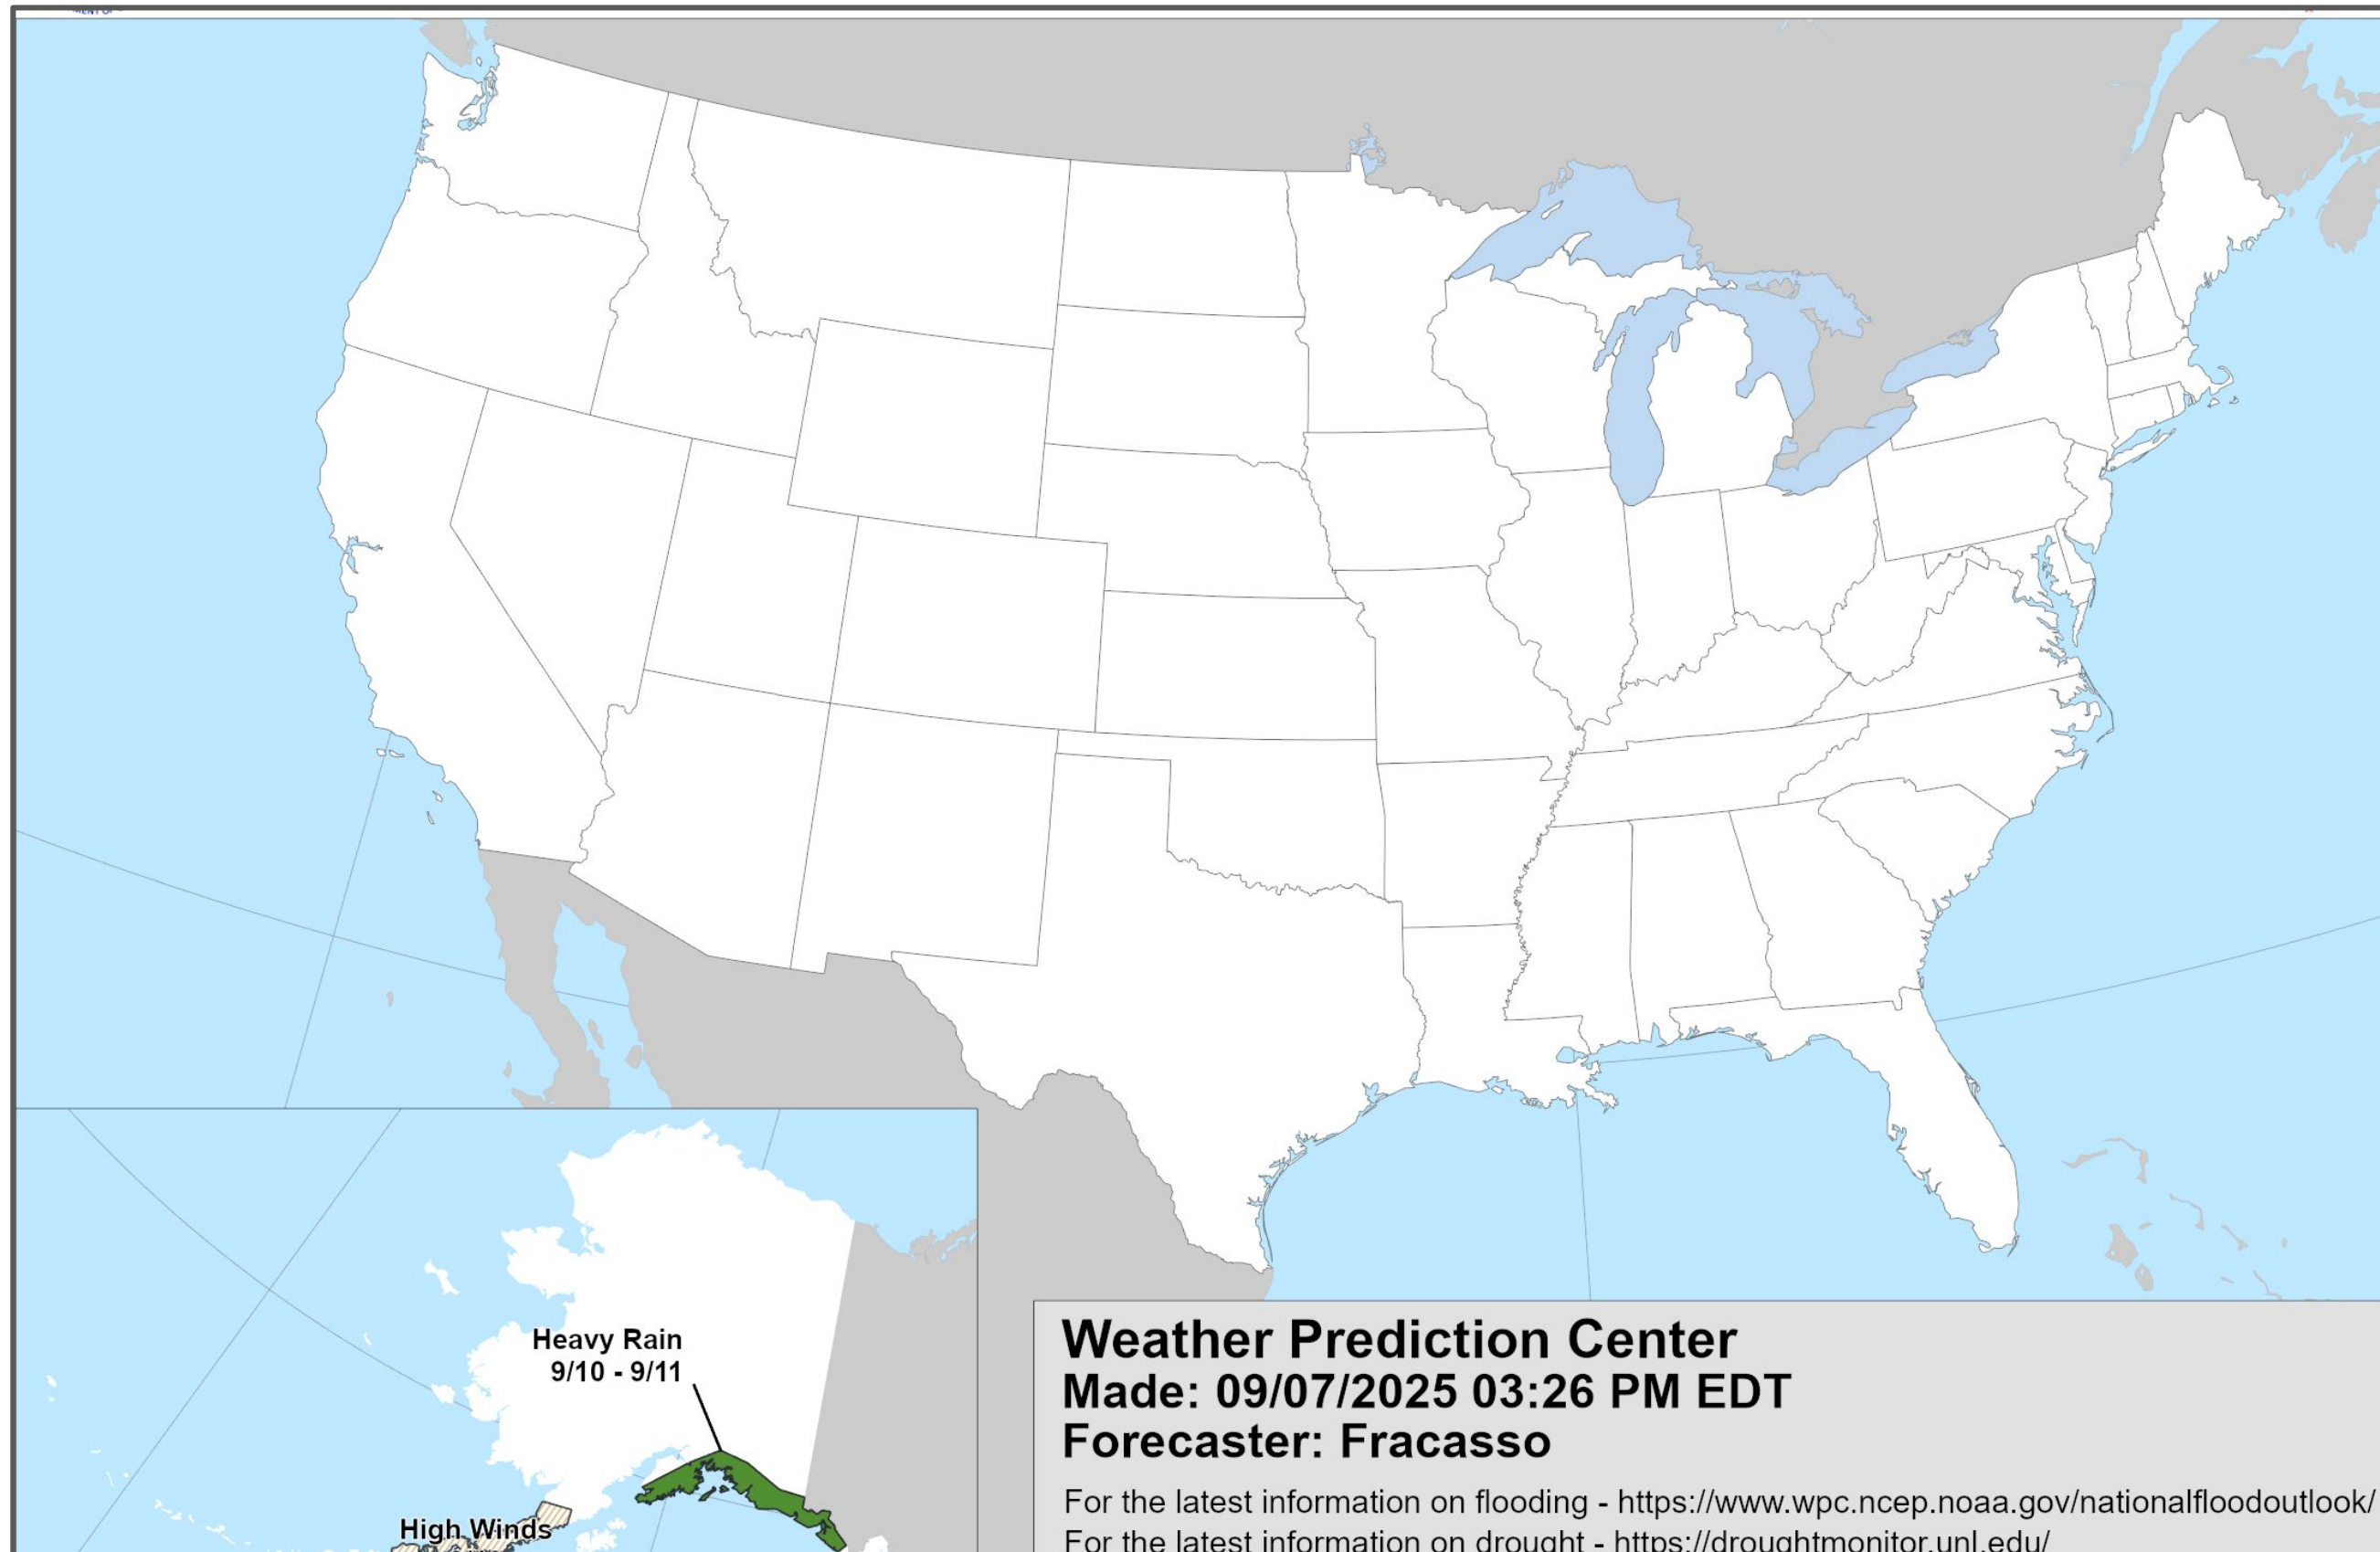 Heavy Rain
9/10 - 9/11
High Winds
Weather Prediction Center
Made: 09/07/2025 03:26 PM EDT
Forecaster: Fracasso
For the latest information on flooding - https://www.wpc.ncep.noaa.gov/nationalfloodoutlook/
For the latest information on drought - https://droughtmonitor.unl.edu/